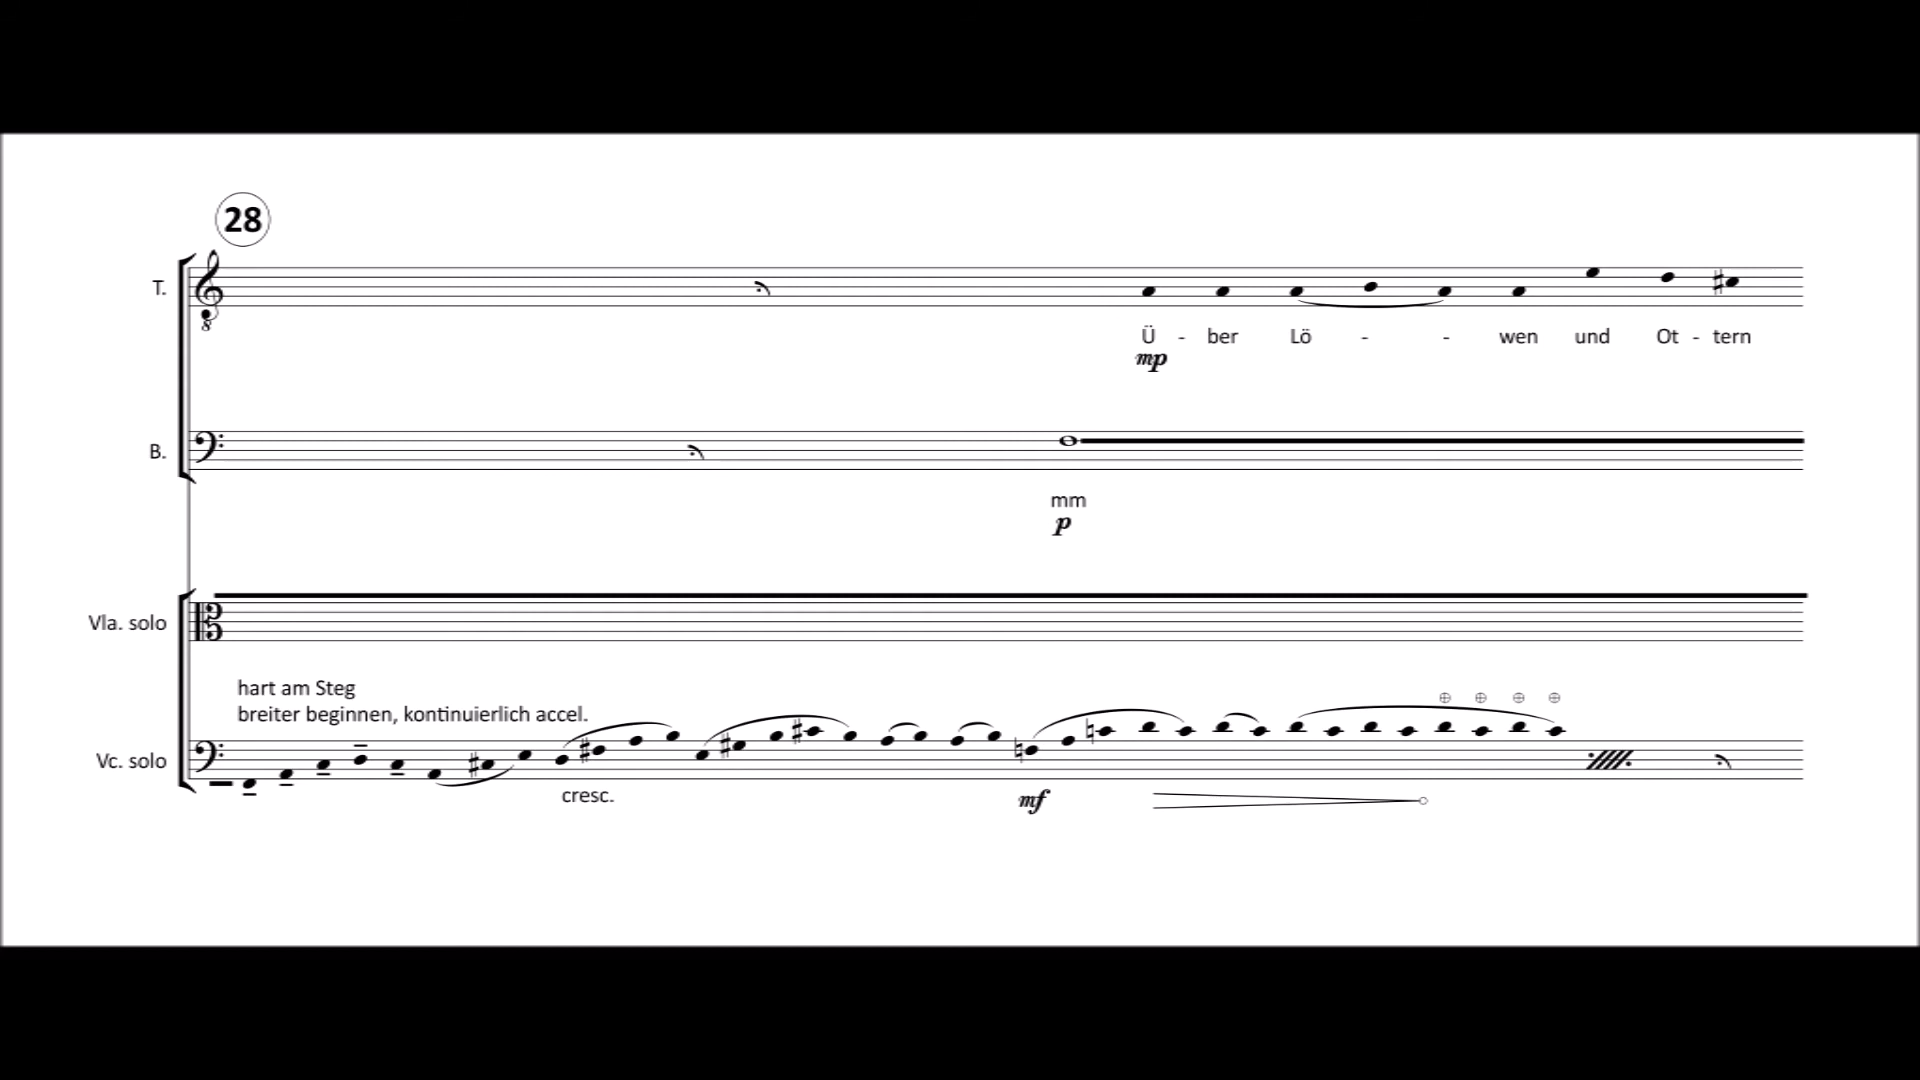 28
T.
8
Ü - ber Lö - - wen und Ot - tern
mp
B.
mm
p
Vla. solo
hart am Steg
breiter beginnen, kontinuierlich accel.
Vc. solo
cresc.
mf